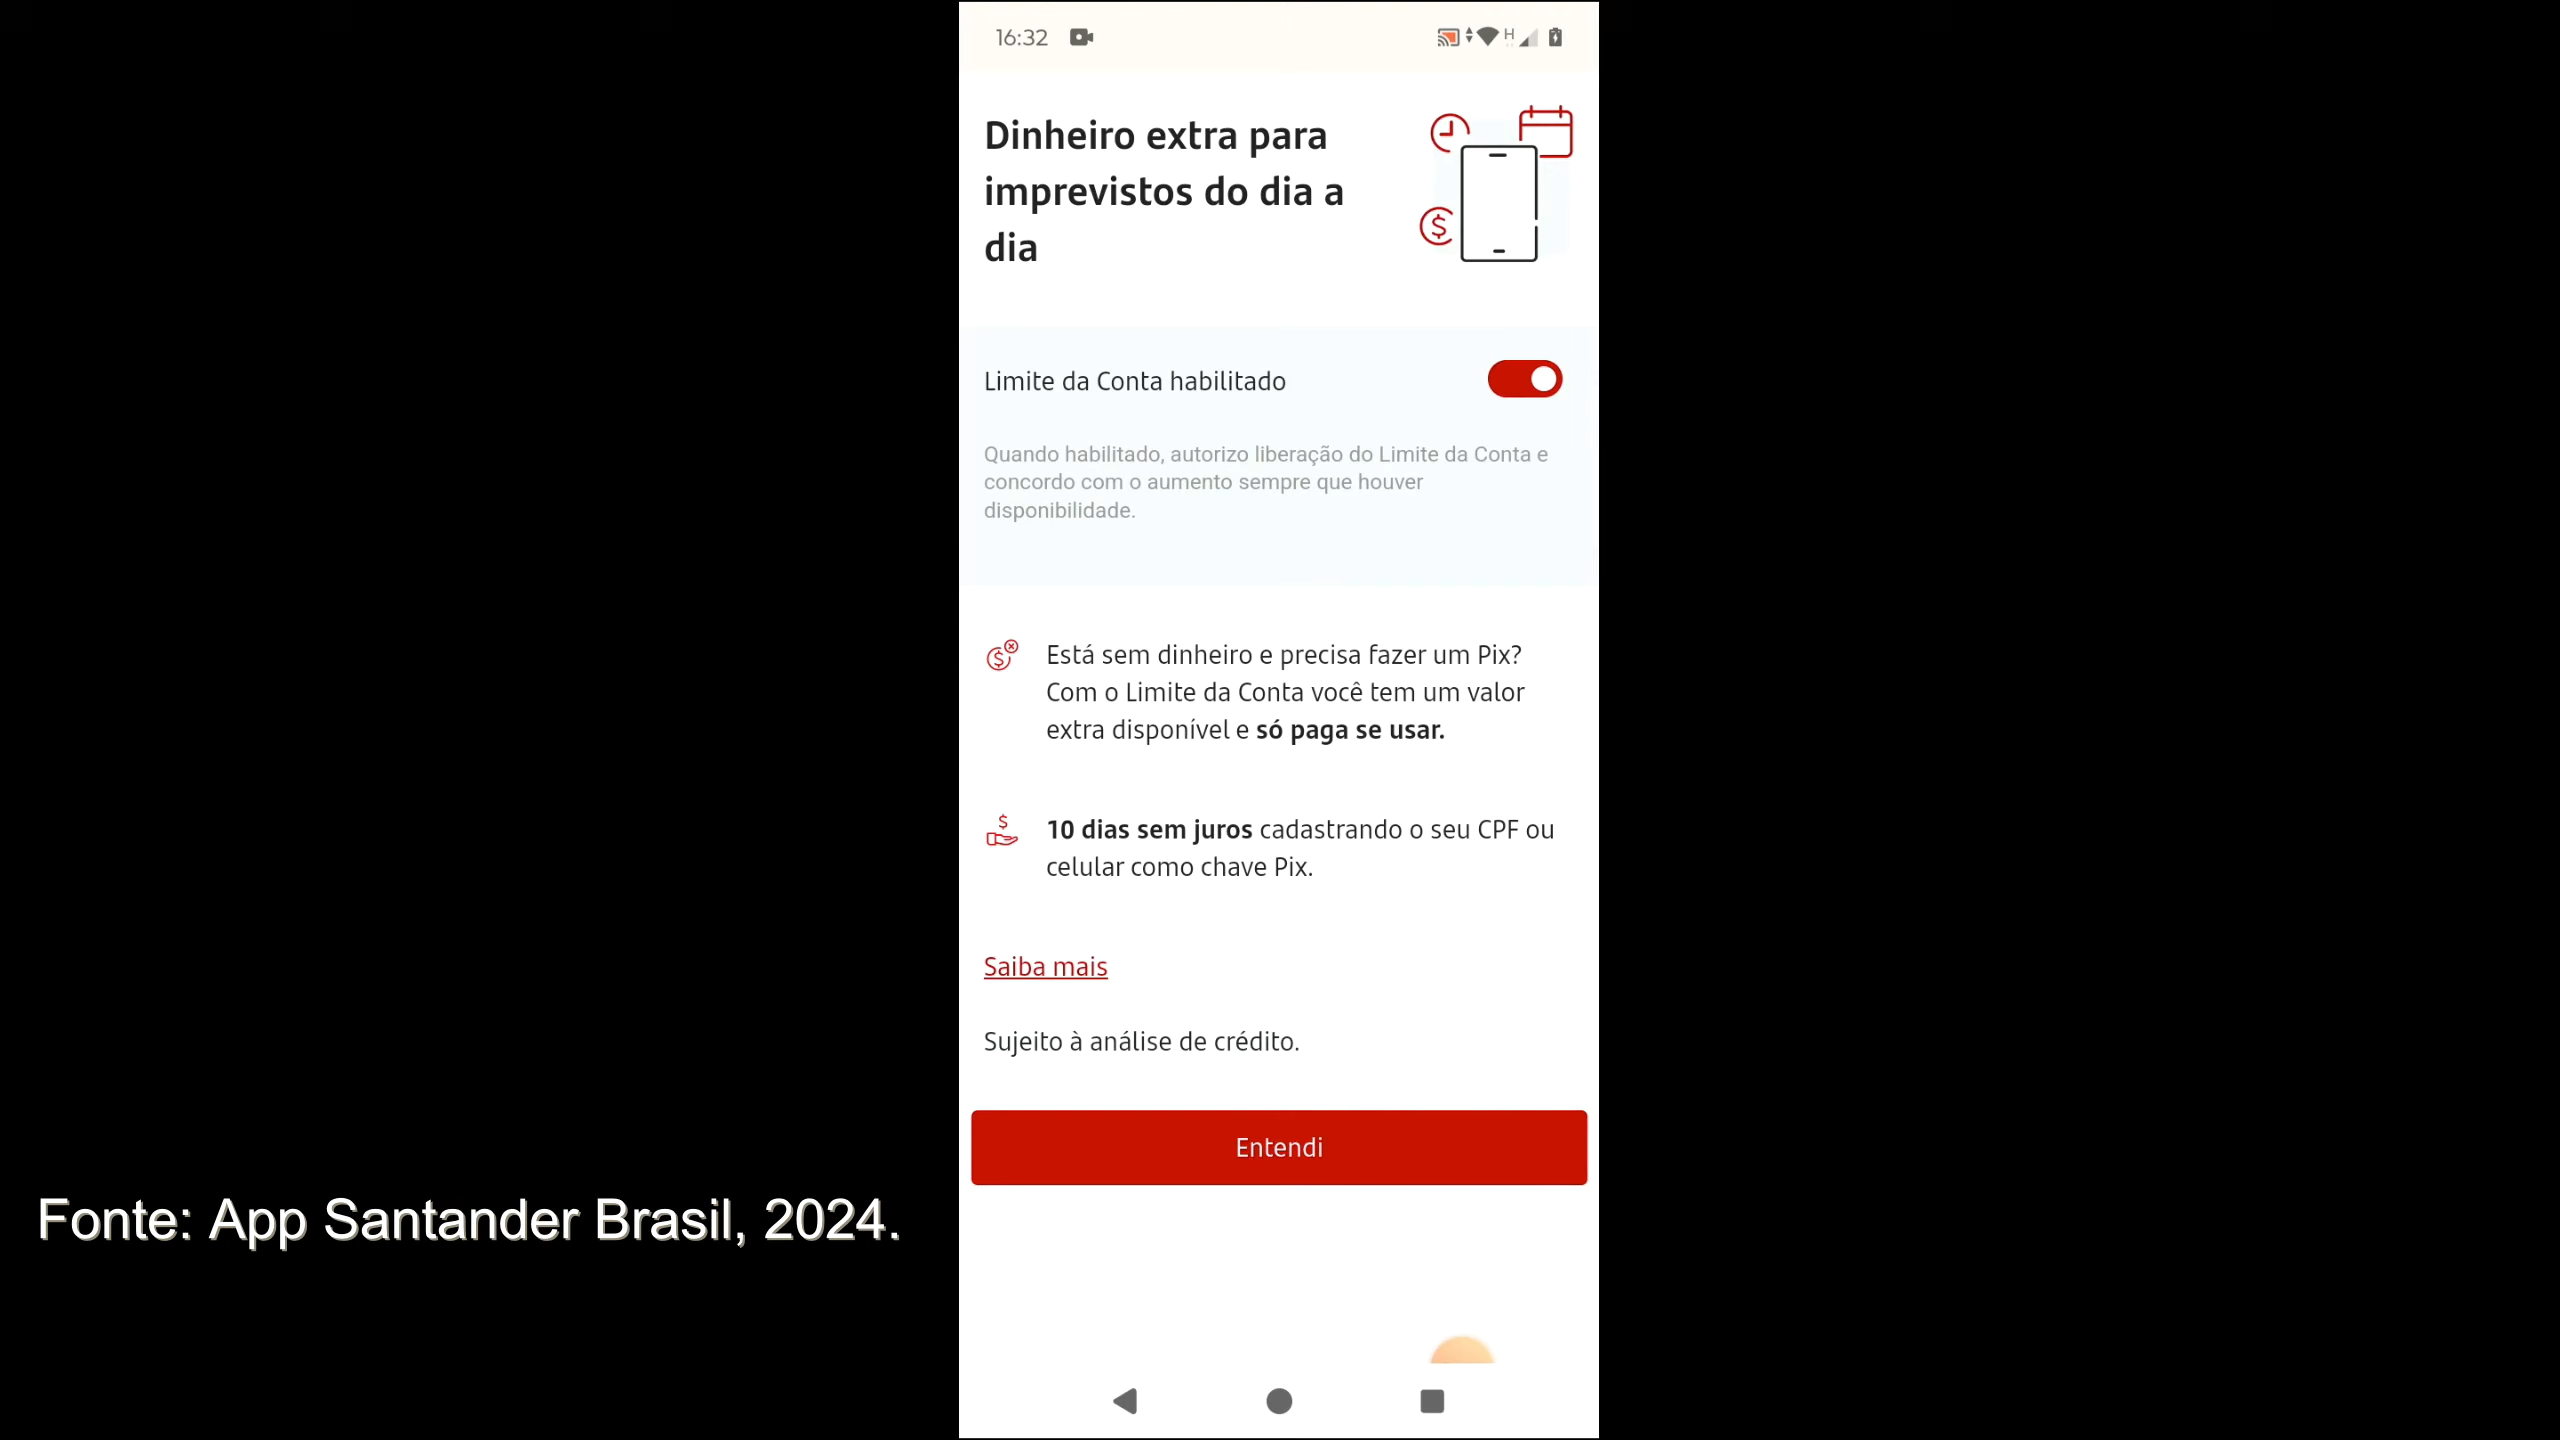 16:32
H
Dinheiro extra para
imprevistos do dia a
dia
Limite da Conta habilitado
Quando habilitado, autorizo liberação do Limite da Conta e
concordo com o aumento sempre que houver
disponibilidade.
Está sem dinheiro e precisa fazer um Pix?
Com o Limite da Conta você tem um valor
extra disponível e só paga se usar.
10 dias sem juros cadastrando o seu CPF ou
celular como chave Pix.
Saiba mais
Sujeito à análise de crédito.
Entendi
Fonte: App Santander Brasil, 2024.